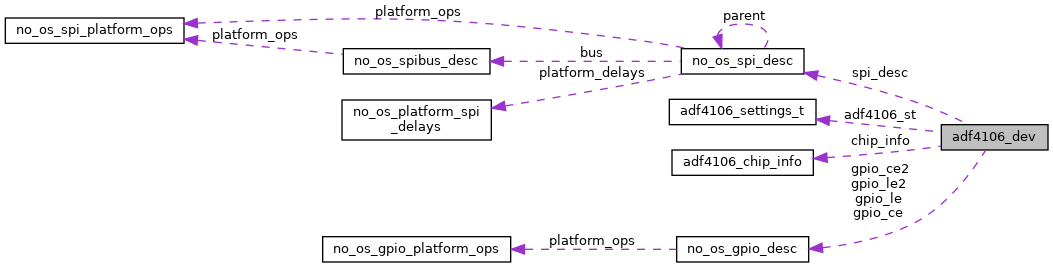 platform_ops
parent
no_os_spi_platform_ops
platform_ops
bus
no_os_spibus_desc
no_os_spi_desc
platform_delays
spi_desc
no_os_platform_spi
_delays
adf4106_settings_t
adf4106_st
adf4106_dev
chip_info
adf4106_chip_info
gpio_ce2
gpio_le2
gpio_le
gpio_ce
platform_ops
no_os_gpio_platform_ops
no_os_gpio_desc